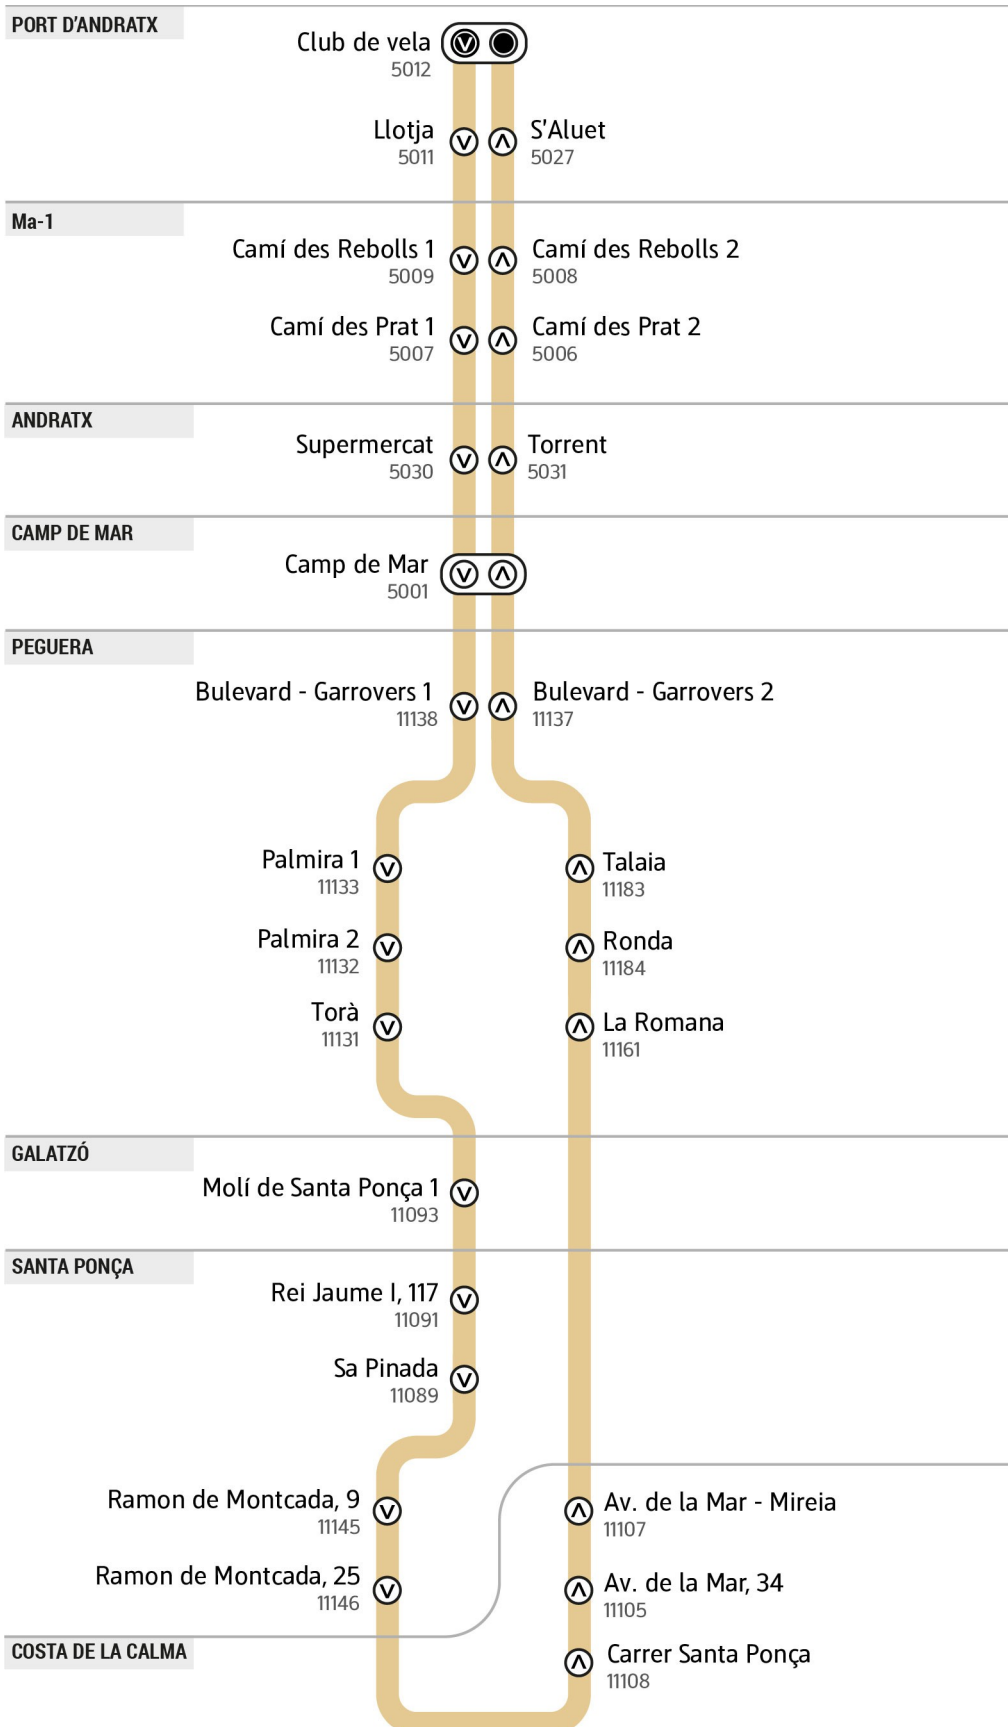 PORT D'ANDRATX
Club de vela
5012
Llotja
5011
S'Aluet
5027
Ma-1
Camí des Rebolls 1
5009
Camí des Rebolls 2
5008
Camí des Prat 1
5007
Camí des Prat 2
5006
ANDRATX
Supermercat
5030
Torrent
5031
CAMP DE MAR
Camp de Mar
5001
PEGUERA
Bulevard - Garrovers 1
11138
Bulevard - Garrovers 2
11137
Palmira 1
11133
Talaia
11183
Palmira 2
11132
Ronda
11184
Torà
11131
La Romana
11161
GALATZÓ
Molí de Santa Ponça 1
11093
SANTA PONÇA
Rei Jaume I, 117
11091
Sa Pinada
11089
Ramon de Montcada, 9
11145
Av. de la Mar - Mireia
11107
Ramon de Montcada, 25
11146
Av. de la Mar, 34
11105
COSTA DE LA CALMA
Carrer Santa Ponça
11108